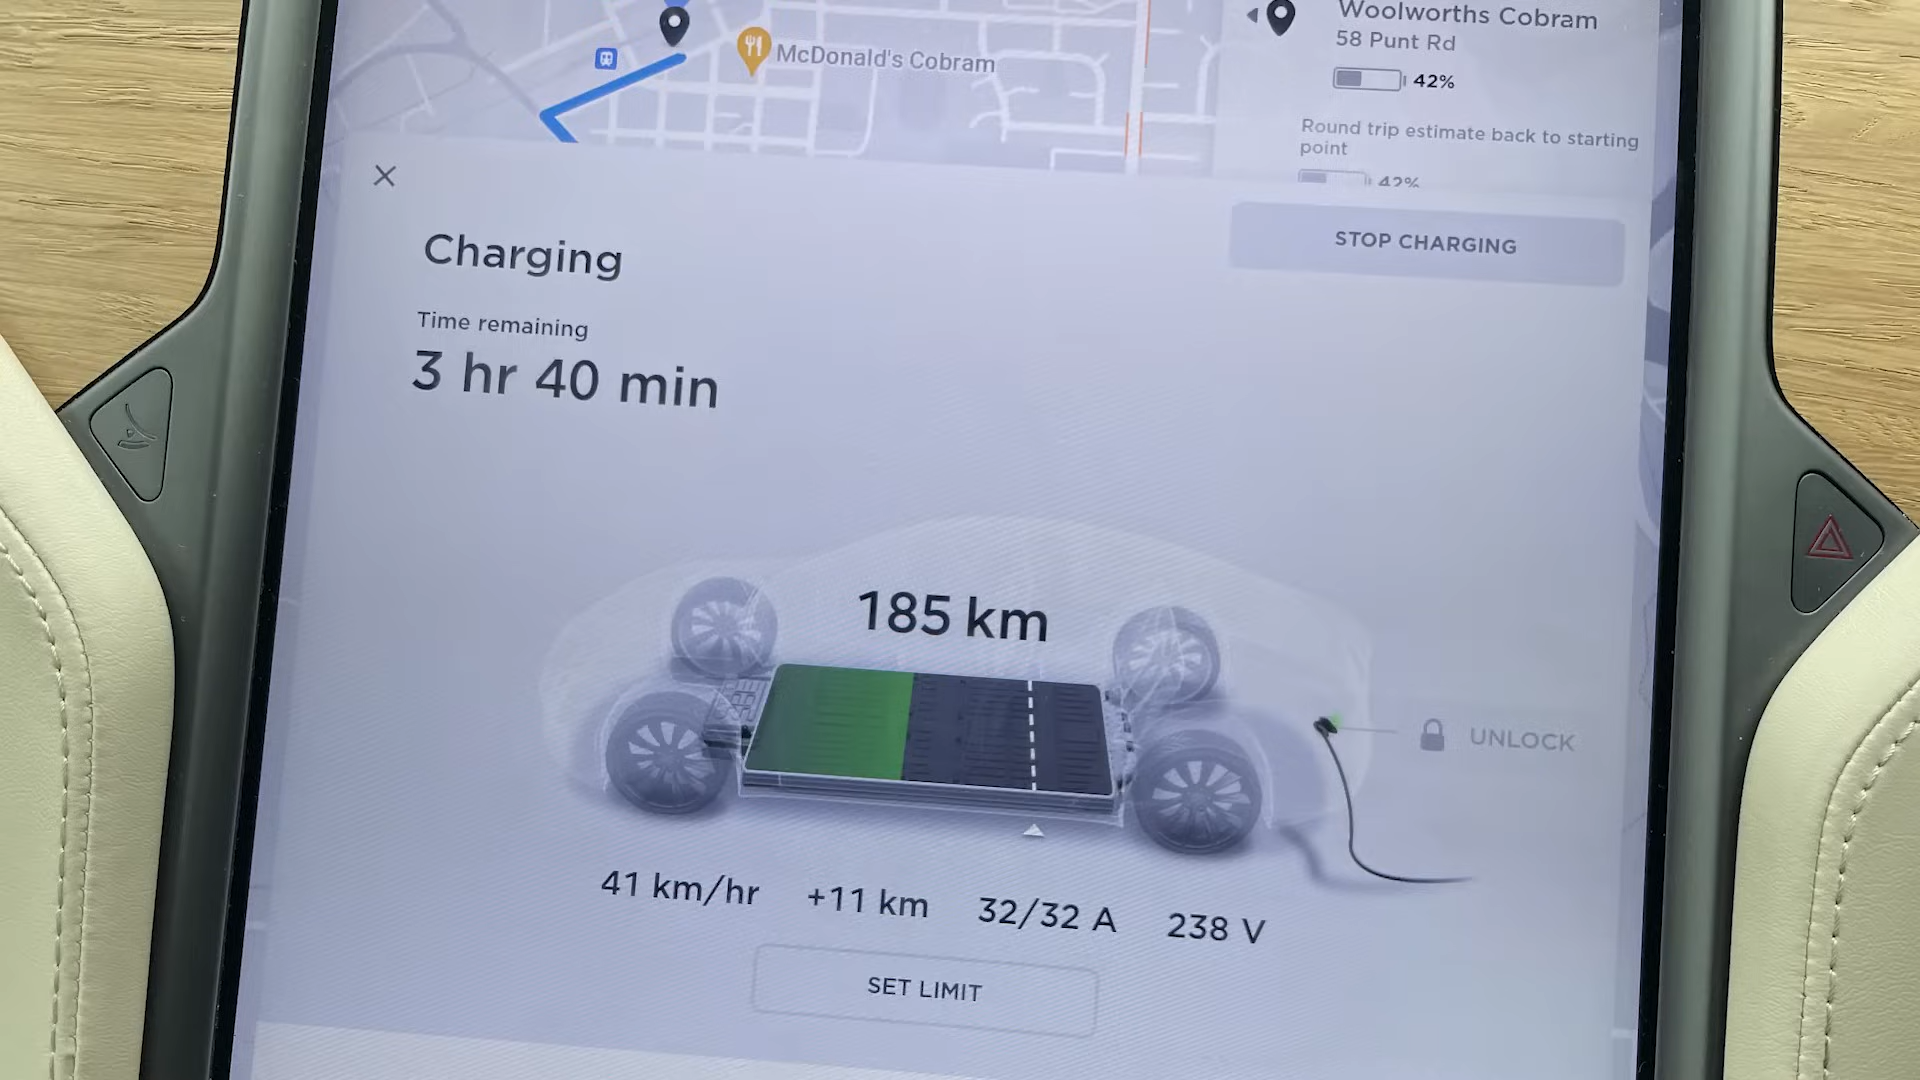 Woolworths Cobram
58 Punt Rd
McDonald's Cobram
42%
Round trip estimate back to starting
point
42%
STOP CHARGING
Charging
Time remaining
3 hr 40 min
185 km
UNLOCK
41 km/hr +11 km 32/32 A 238 V
SET LIMIT